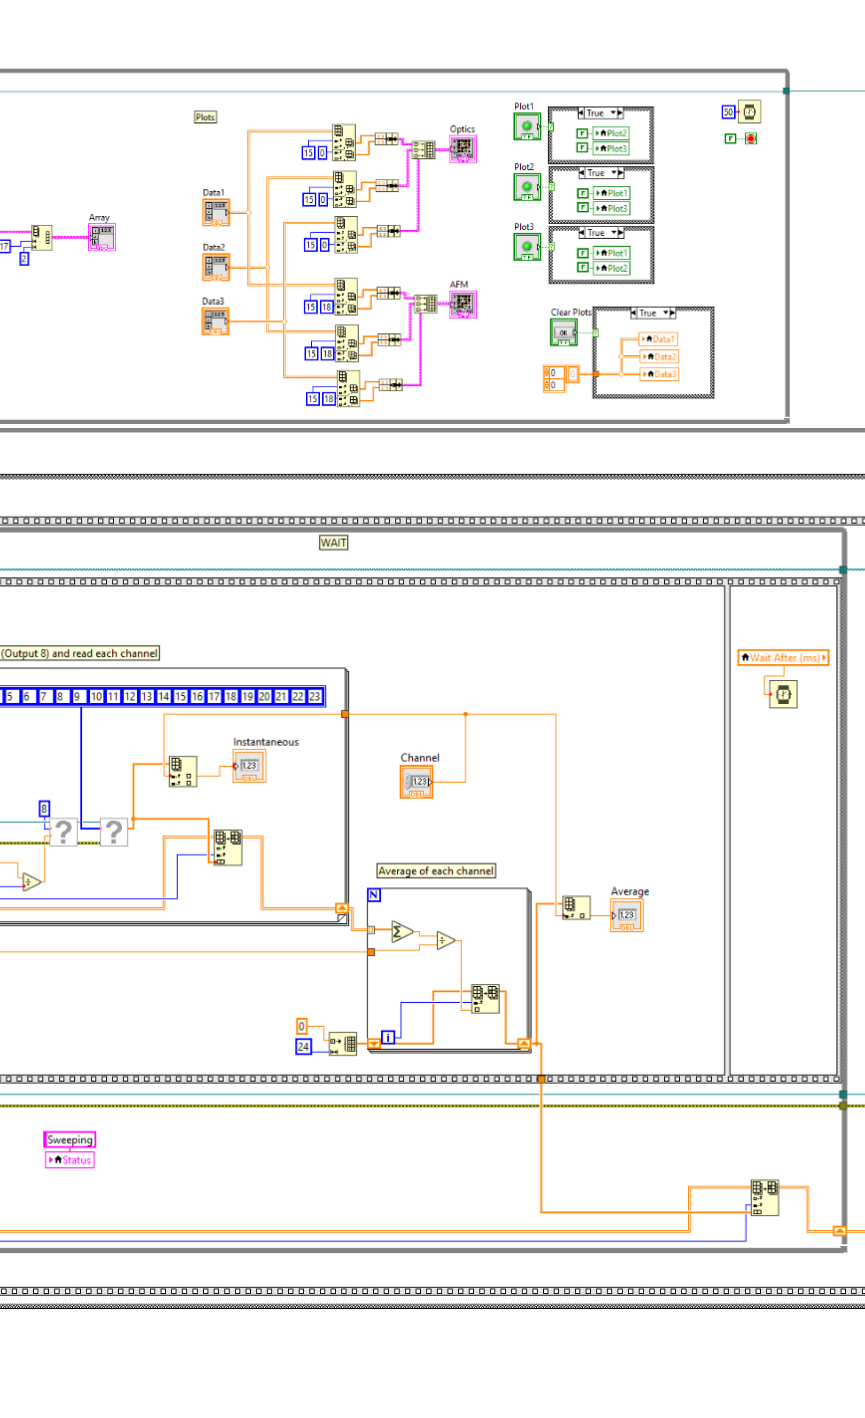 Plots
Plot1
True
50
Plot2
Plot3
F
F
F
Optics
15 0
Plot2
True
Plot1
Plot3
F
F
15 0
Data1
Array
17
2
15 0
Plot3
True
Plot1
Plot2
F
F
Data2
AFM
15 18
Data3
Clear Plots
OK
True
Data1
Data2
Data3
0
0
0
15 18
15 18
WAIT
(Output 8) and read each channel
Wait After (ms)
5 6 7 8 9 10 11 12 13 14 15 16 17 18 19 20 21 22 23
Instantaneous
1.23
DBL
Channel
1.23
DBL
8
? ?
Average of each channel
N
Average
1.23
DBL
i
0
24
Sweeping
Status